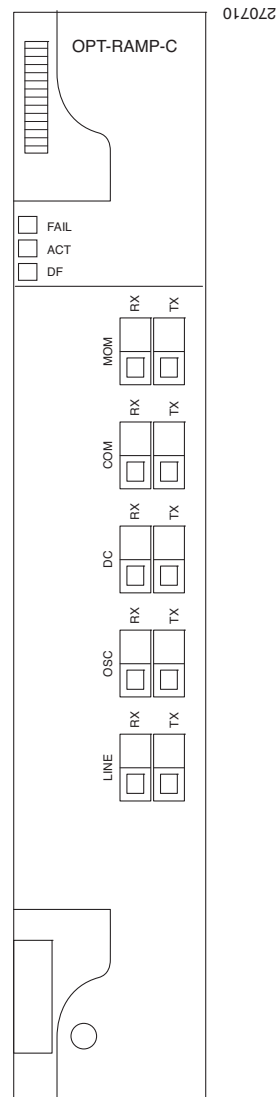 270710
OPT-RAMP-C
FAIL
ACT
DF
RX TX
MOM
RX TX
COM
RX TX
DC
RX TX
OSC
RX TX
LINE